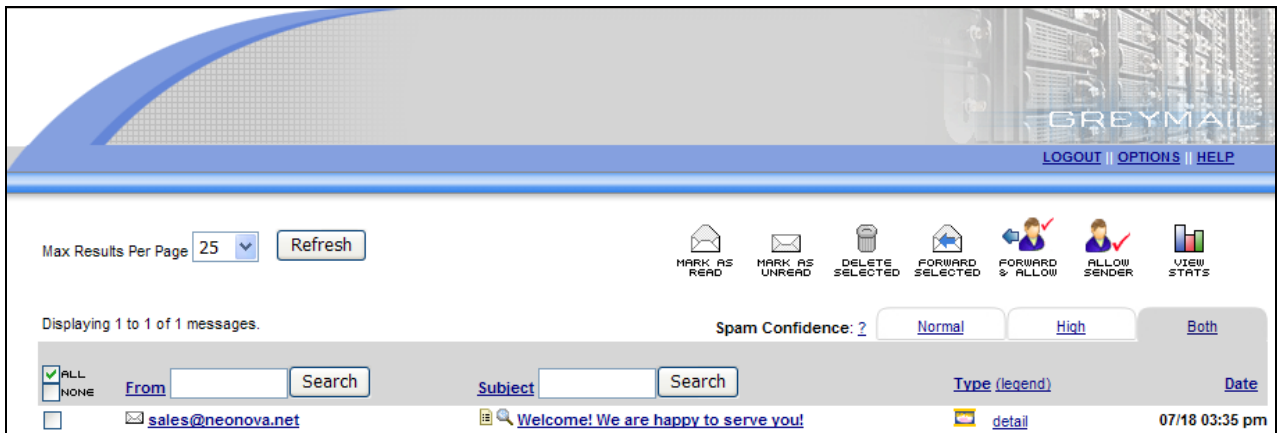 GREYMAIL
LOGOUT || OPTIONS || HELP
Max Results Per Page 25 Refresh
MARK AS READ
MARK AS UNREAD
DELETE SELECTED
FORWARD SELECTED
FORWARD & ALLOW
ALLOW SENDER
VIEW STATS
Displaying 1 to 1 of 1 messages.
Spam Confidence: ? Normal High Both
ALL
NONE
From Search Subject Search Type (legend) Date
sales@neonova.net Welcome! We are happy to serve you! detail 07/18 03:35 pm